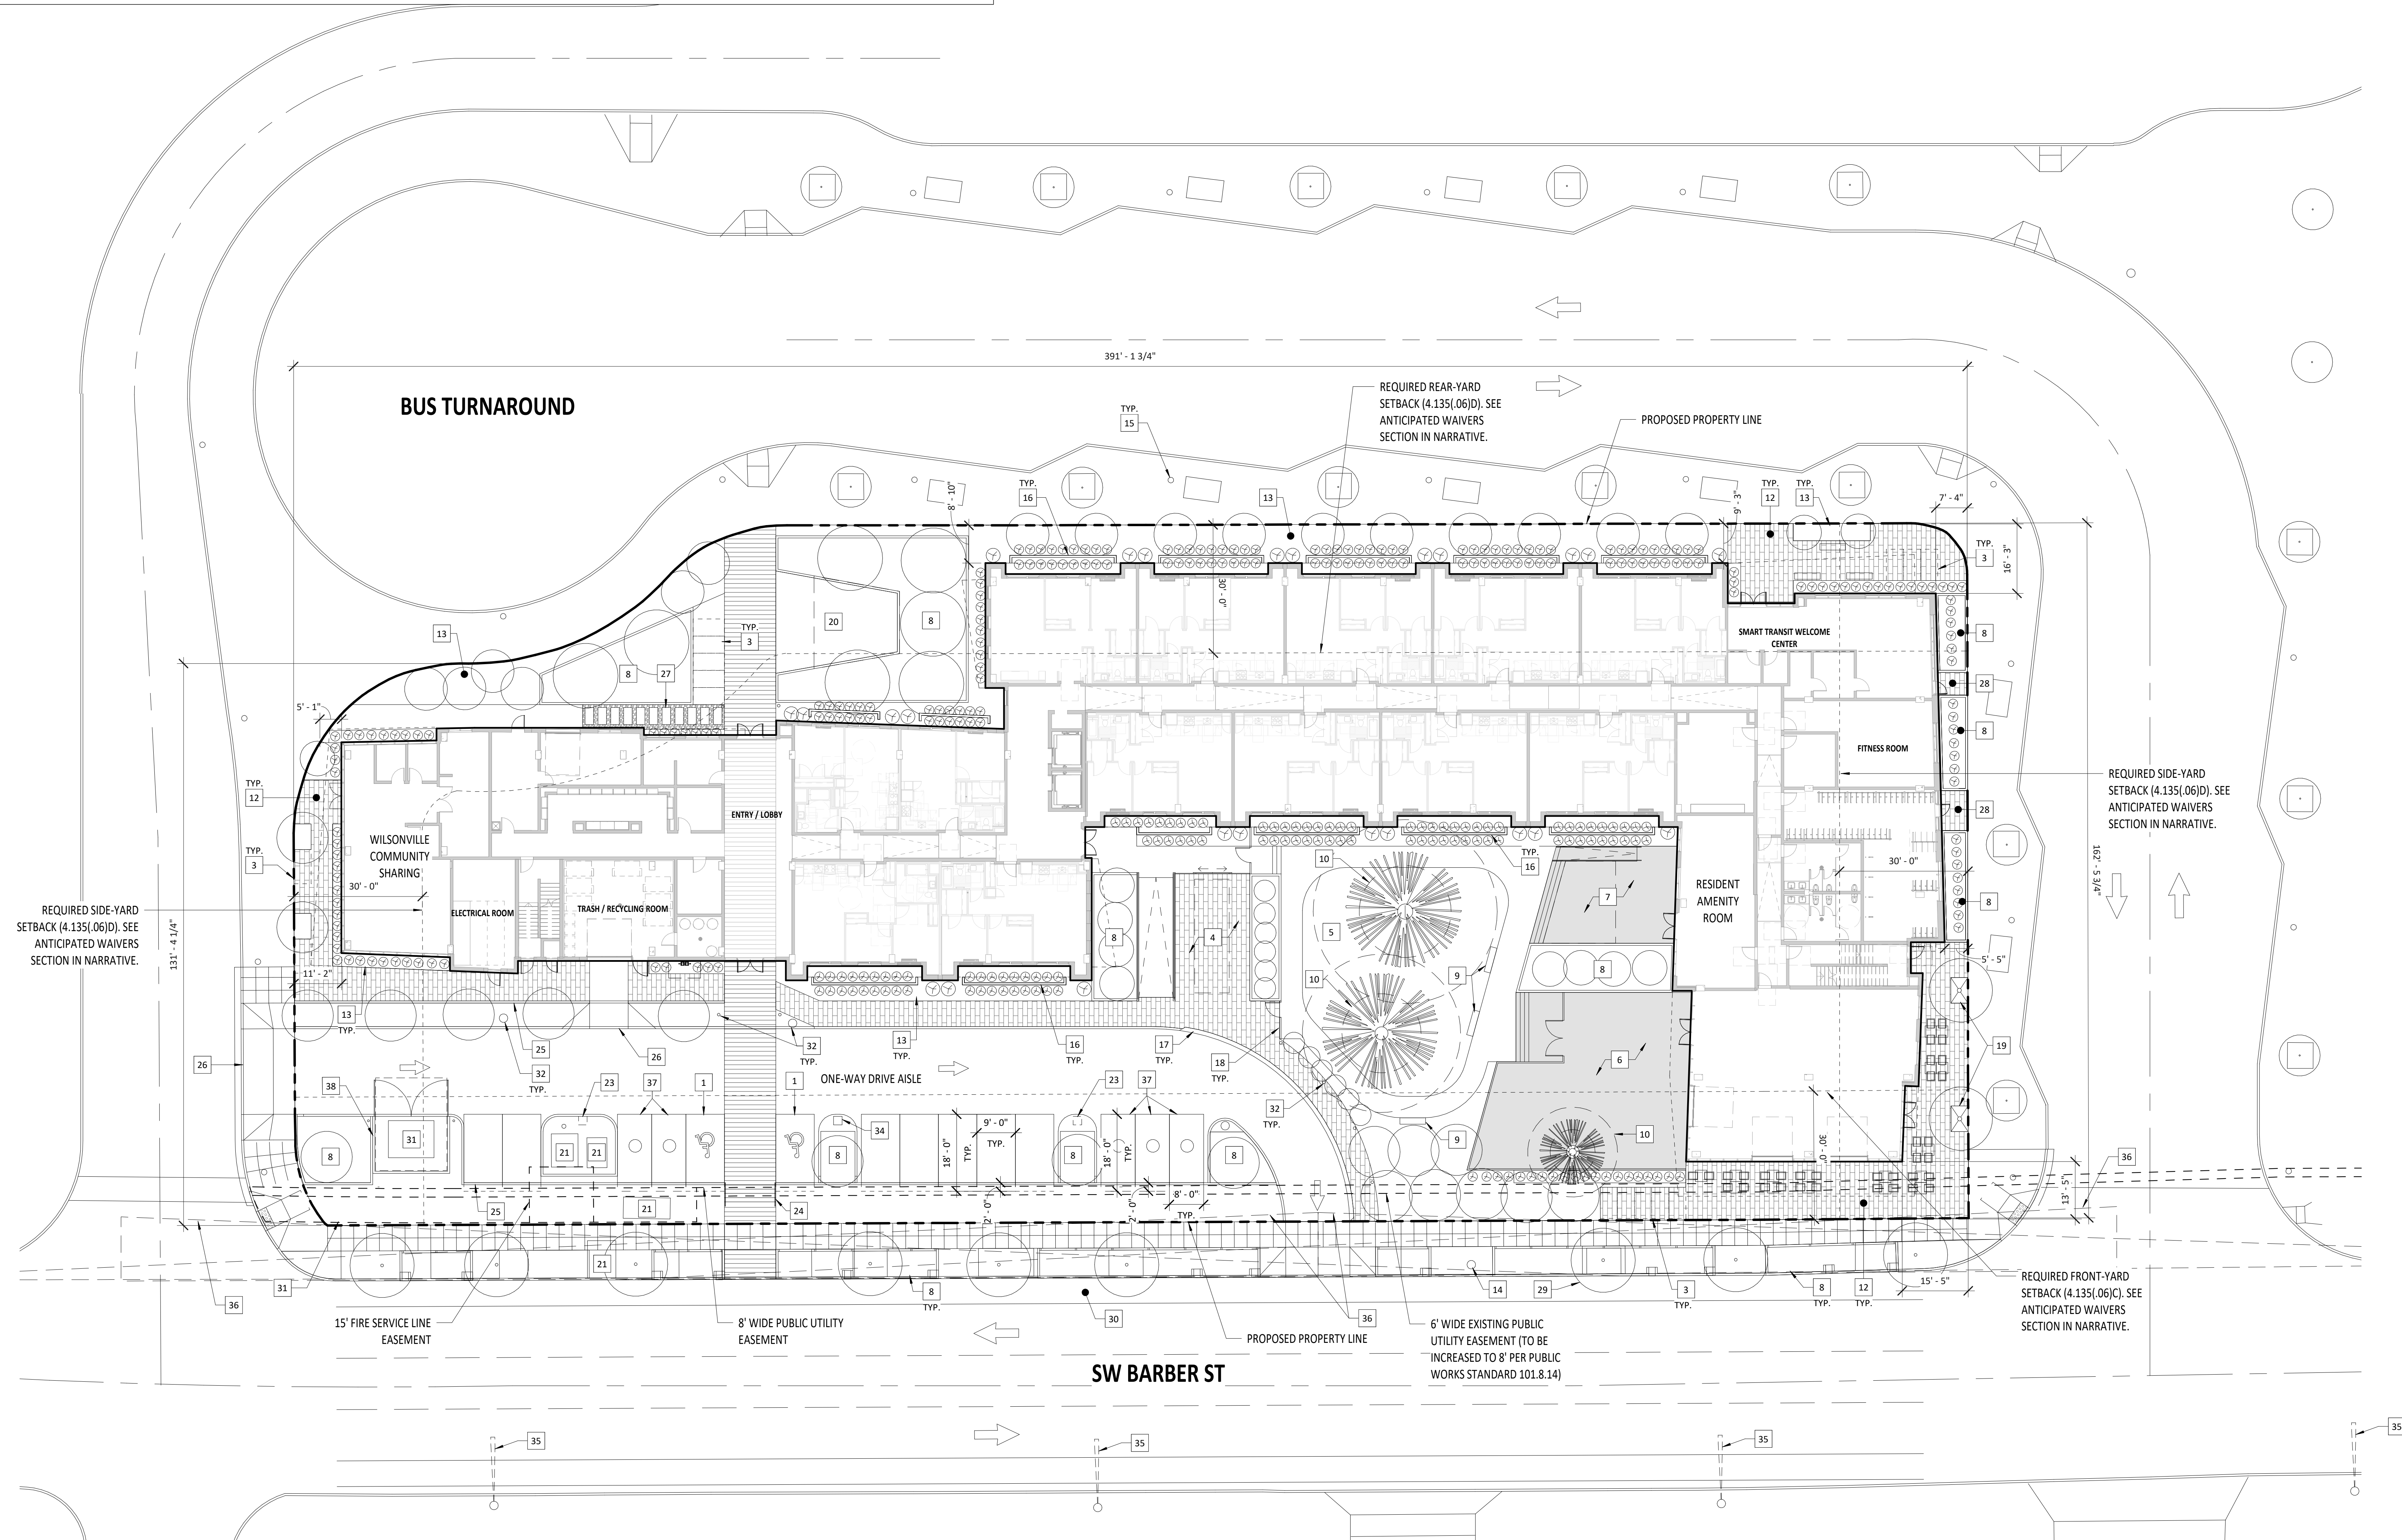 391' - 1 3/4"
BUS TURNAROUND
REQUIRED REAR-YARD
SETBACK (4.135(.06)D). SEE
ANTICIPATED WAIVERS
SECTION IN NARRATIVE.
PROPOSED PROPERTY LINE
TYP.
15
TYP.
16
8' - 10"
13
9' - 3"
TYP.
12
TYP.
13
7' - 4"
TYP.
3
16' - 3"
30' - 0"
13
TYP.
3
20
8
8
27
SMART TRANSIT WELCOME
CENTER
8
28
5' - 1"
8
FITNESS ROOM
REQUIRED SIDE-YARD
SETBACK (4.135(.06)D). SEE
ANTICIPATED WAIVERS
SECTION IN NARRATIVE.
TYP.
12
28
ENTRY / LOBBY
WILSONVILLE
COMMUNITY
SHARING
TYP.
3
30' - 0"
10
16
TYP.
30' - 0"
162' - 5 3/4"
7
RESIDENT
AMENITY
ROOM
8
REQUIRED SIDE-YARD
SETBACK (4.135(.06)D). SEE
ANTICIPATED WAIVERS
SECTION IN NARRATIVE.
131' - 4 1/4"
ELECTRICAL ROOM
TRASH / RECYCLING ROOM
8
4
5
11' - 2"
10
9
8
5' - 5"
13
TYP.
25
26
32
TYP.
13
TYP.
16
TYP.
17
TYP.
18
TYP.
6
19
26
32
TYP.
ONE-WAY DRIVE AISLE
38
23
37
1
1
23
37
32
TYP.
31
34
9' - 0"
TYP.
18' - 0"
TYP.
18' - 0"
TYP.
9
10
30' - 0"
8
21
21
8
8
8
36
25
21
24
2' - 0"
2' - 0"
8' - 0"
TYP.
13' - 5"
31
21
36
8
TYP.
30
14
29
3
TYP.
8
TYP.
12
TYP.
15' - 5"
REQUIRED FRONT-YARD
SETBACK (4.135(.06)C). SEE
ANTICIPATED WAIVERS
SECTION IN NARRATIVE.
15' FIRE SERVICE LINE
EASEMENT
8' WIDE PUBLIC UTILITY
EASEMENT
PROPOSED PROPERTY LINE
36
6' WIDE EXISTING PUBLIC
UTILITY EASEMENT (TO BE
INCREASED TO 8' PER PUBLIC
WORKS STANDARD 101.8.14)
SW BARBER ST
35
35
35
35